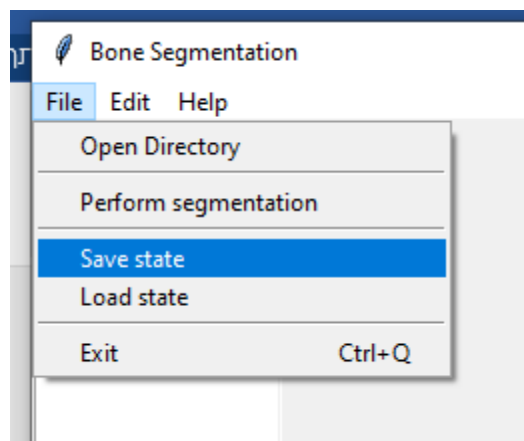 Bone Segmentation
File Edit Help
Open Directory
Perform segmentation
Save state
Load state
Exit Ctrl+Q